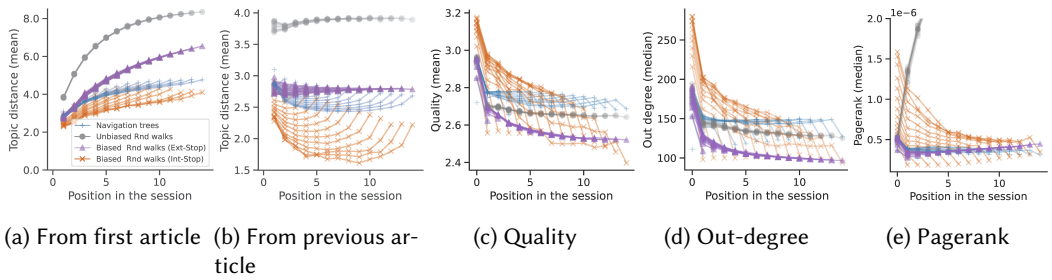 Topic distance (mean)
8.0
6.0
4.0
2.0
0.0
0
5
10
Position in the session
Navigation trees
Unbiased Rnd walks
Biased Rnd walks (Ext-Stop)
Biased Rnd walks (Int-Stop)
Topic distance (mean)
4.0
3.5
3.0
2.5
2.0
1.5
0
5
10
Position in the session
Quality (mean)
3.2
3.0
2.8
2.6
2.4
0
5
10
Position in the session
Out degree (median)
300
250
200
150
100
0
5
10
Position in the session
1e−6
Pagerank (median)
2.0
1.5
1.0
0.5
0.0
0
5
10
Position in the session
(a) From first article
(b) From previous ar-
ticle
(c) Quality
(d) Out-degree
(e) Pagerank